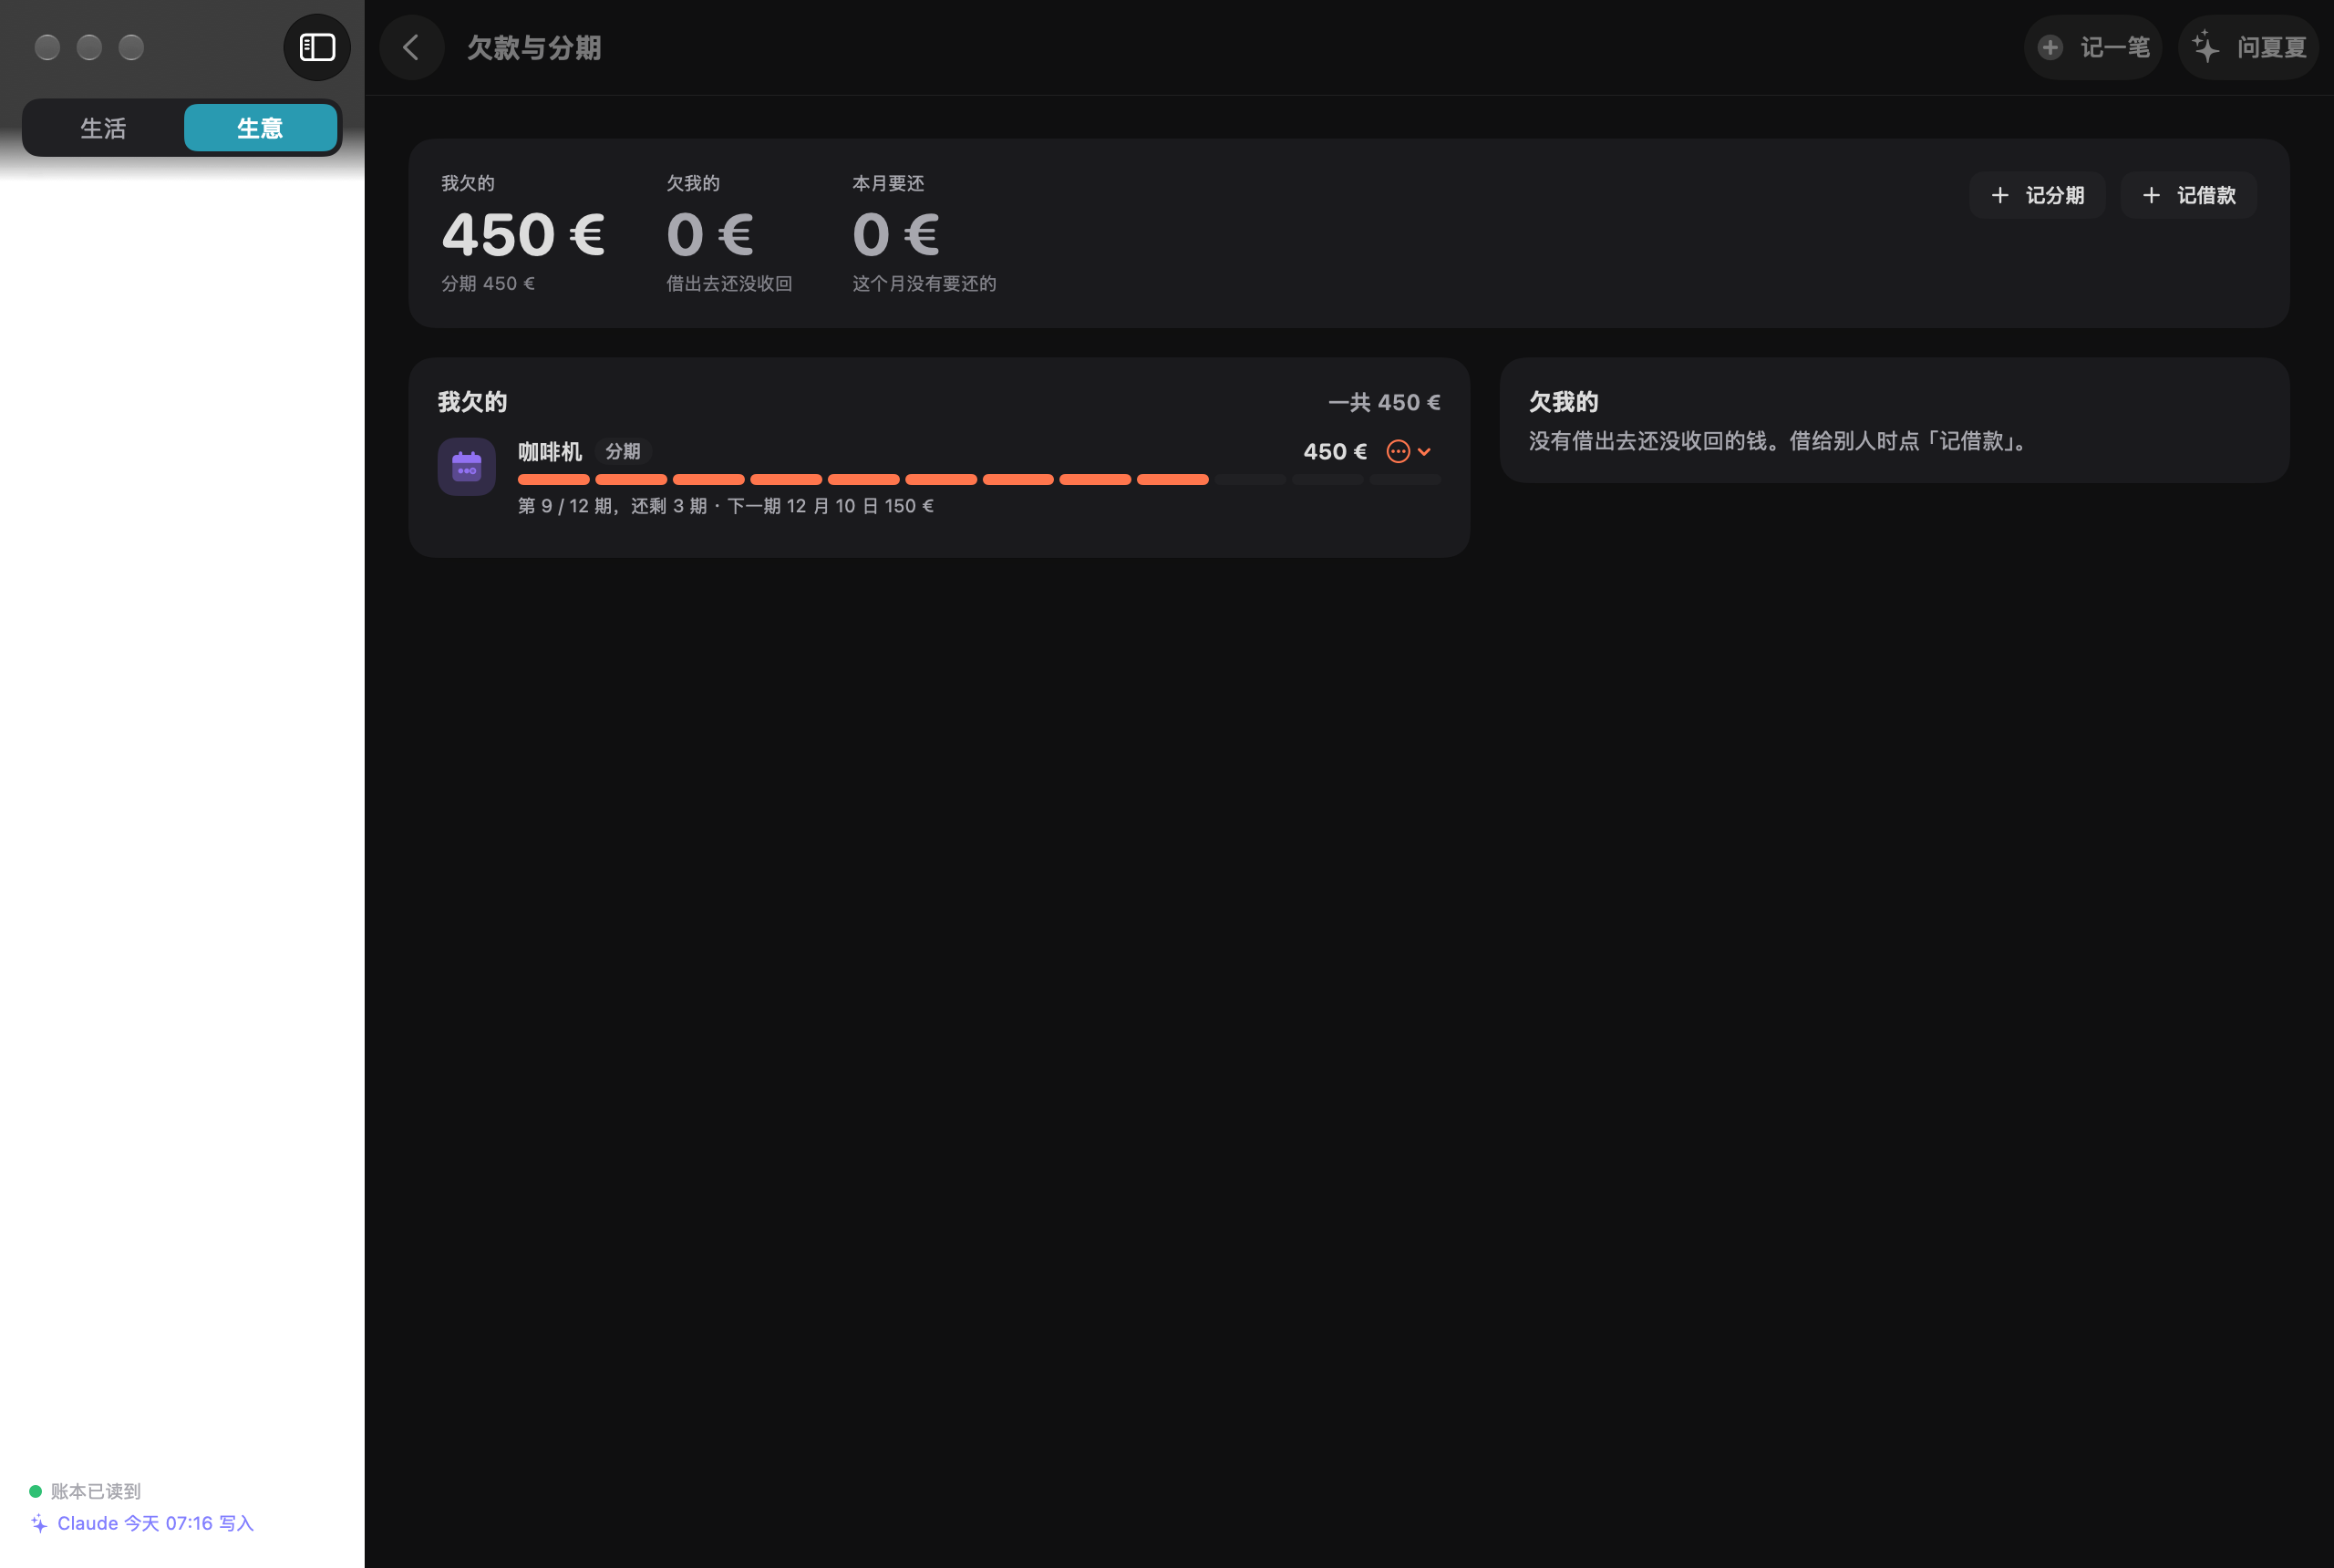 生活
生意
账本已读到
Claude 今天 07:16 写入
欠款与分期
记一笔
问夏夏
我欠的
450 €
分期 450 €
欠我的
0 €
借出去还没收回
本月要还
0 €
这个月没有要还的
记分期
记借款
我欠的
一共 450 €
咖啡机
分期
450 €
第 9 / 12 期，还剩 3 期 · 下一期 12 月 10 日 150 €
欠我的
没有借出去还没收回的钱。借给别人时点「记借款」。